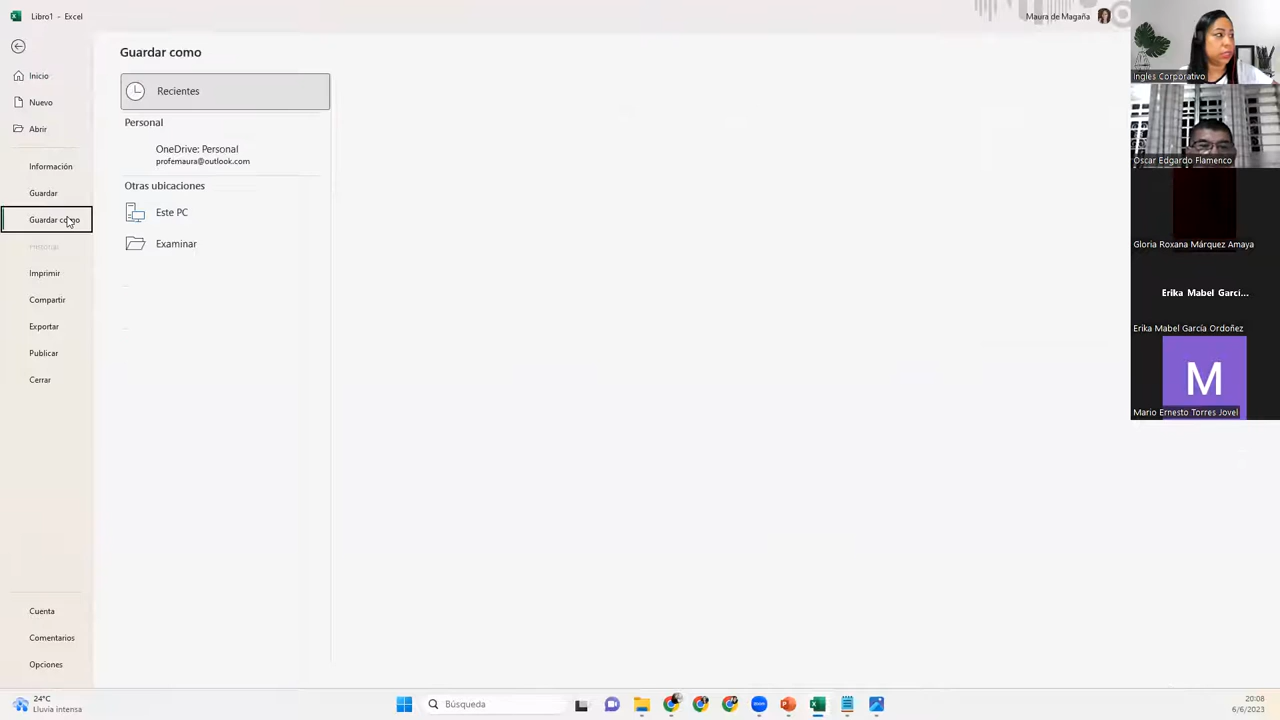 Libro1 - Excel
Maura de Magaña
Guardar como
Inicio
Nuevo
Abrir
Información
Guardar
Guardar como
Imprimir
Compartir
Exportar
Publicar
Cerrar
Cuenta
Comentarios
Opciones
Recientes
Personal
OneDrive: Personal
profemaura@outlook.com
Otras ubicaciones
Este PC
Examinar
Ingles Corporativo
Oscar Edgardo Flamenco
Gloria Roxana Márquez Amaya
Erika Mabel Garcí...
Erika Mabel García Ordoñez
M
Mario Ernesto Torres Jovel
24°C
Lluvia intensa
Búsqueda
20:08
6/6/2023